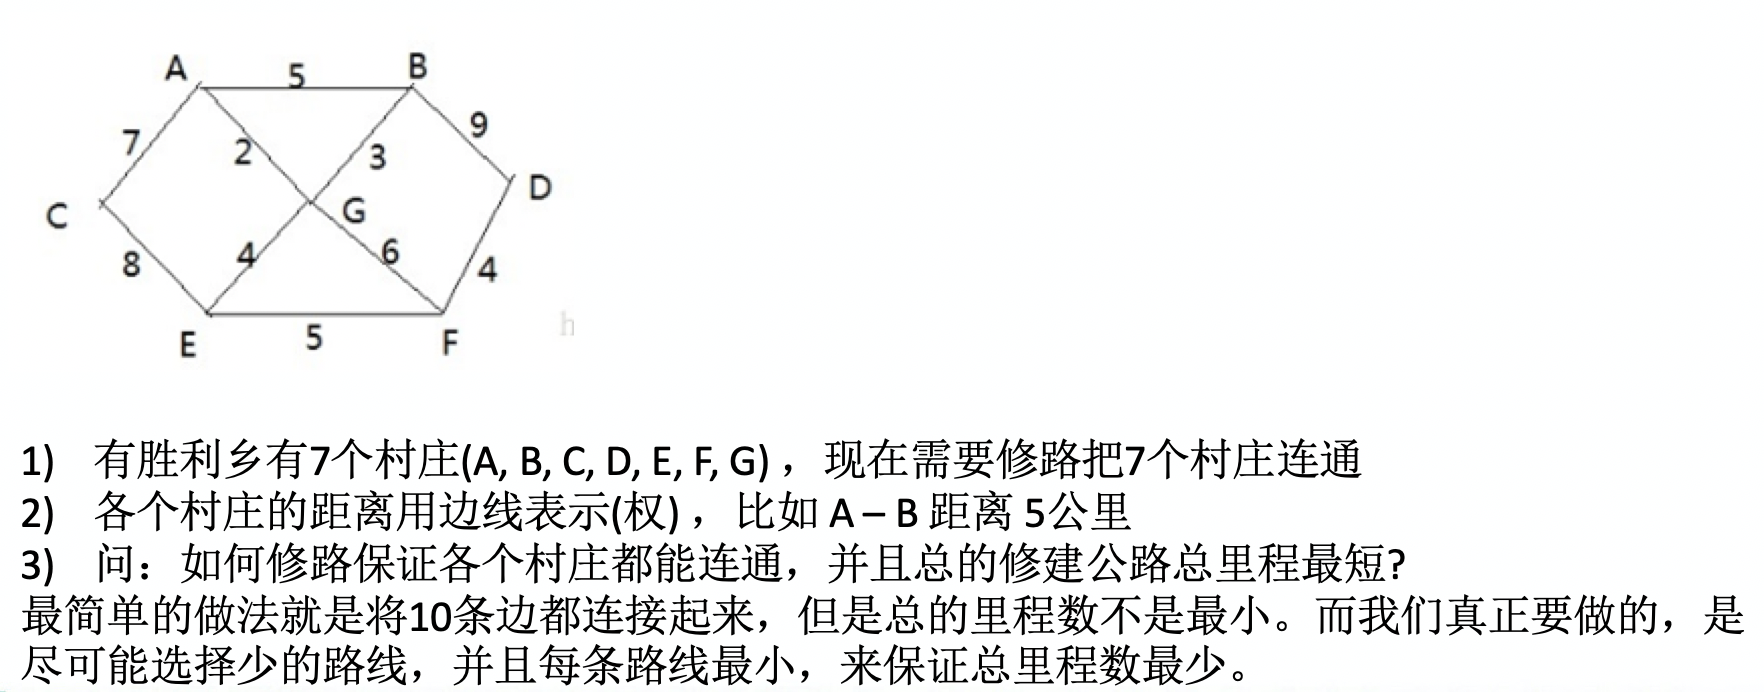 A 5 B
7 2 3 9
C G D
8 4 6 4
E 5 F
h
1) 有胜利乡有7个村庄(A, B, C, D, E, F, G) ，现在需要修路把7个村庄连通
2) 各个村庄的距离用边线表示(权) ，比如 A – B 距离 5公里
3) 问：如何修路保证各个村庄都能连通，并且总的修建公路总里程最短?
最简单的做法就是将10条边都连接起来，但是总的里程数不是最小。而我们真正要做的，是
尽可能选择少的路线，并且每条路线最小，来保证总里程数最少。